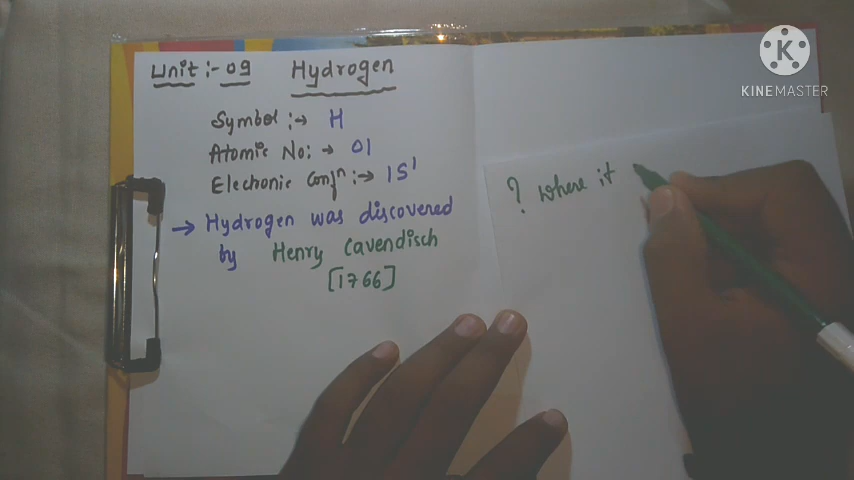 Unit :- 09 Hydrogen
Symbol :→ H
Atomic No: → 01
Electronic Confⁿ :→ 1S¹
→ Hydrogen was discovered
by Henry Cavendisch
[1766]
? where it
K
KINEMASTER